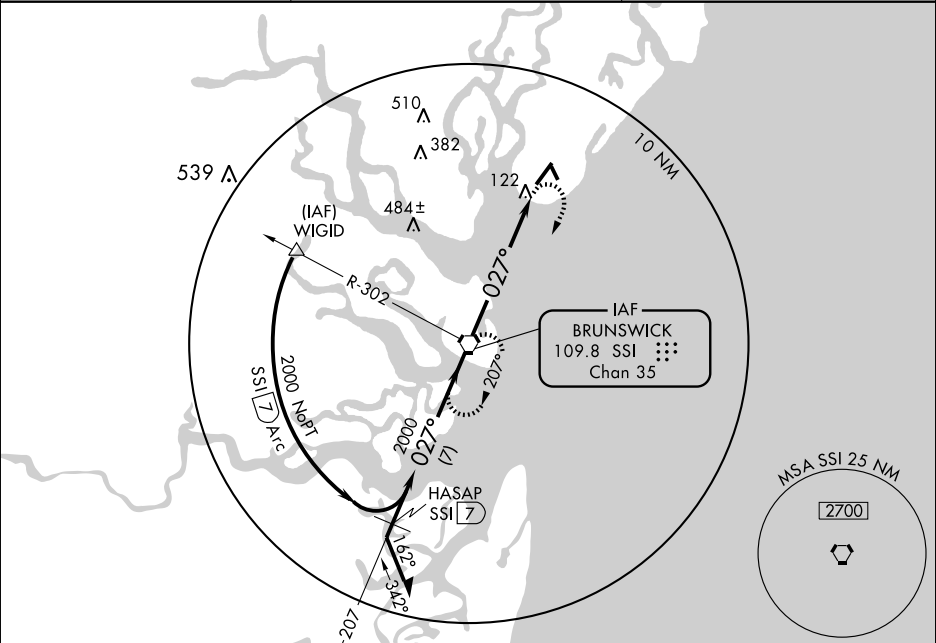 510
382
10 NM
539
122
484±
(IAF)
WIGID
R-302
027°
IAF
BRUNSWICK
109.8 SSI
Chan 35
207°
2000 NoPT
SSI 7 Arc
2000
027°
(7)
HASAP
SSI 7
MSA SSI 25 NM
2700
162°
342°
-207